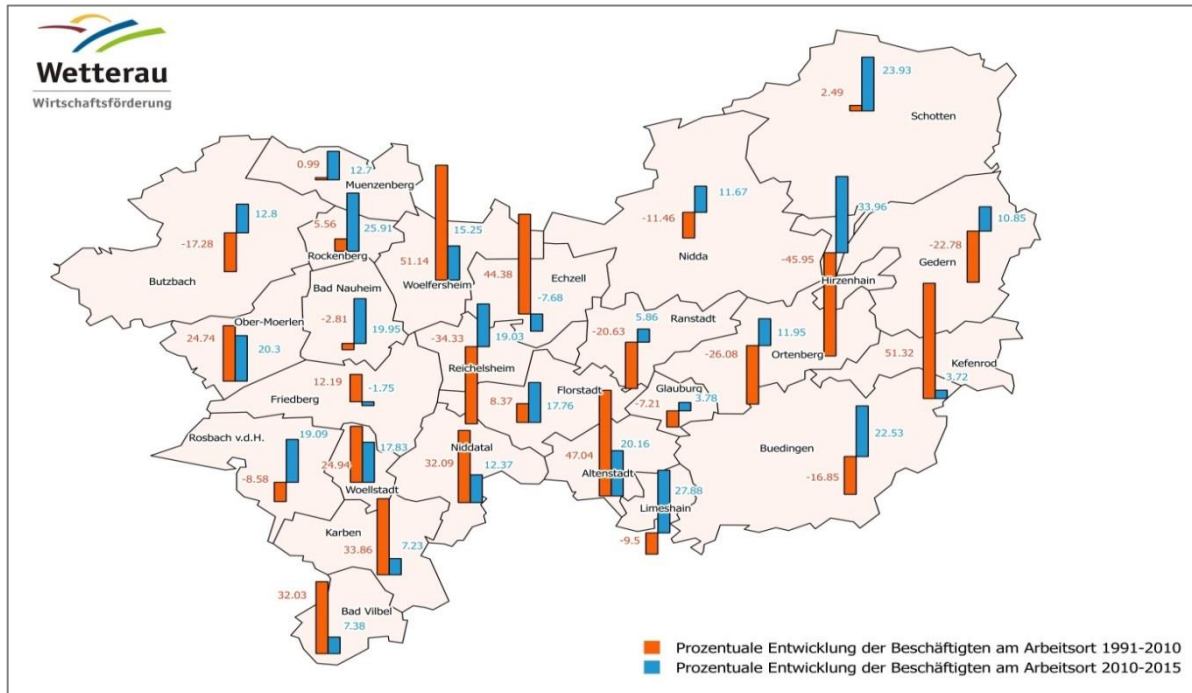 Wetterau
Wirtschaftsförderung
23.93
2.49
Schotten
0.99
12.7
Muenzenberg
12.8
-17.28
Butzbach
5.56
25.91
Rockenberg
15.25
51.14
Woelfersheim
44.38
Echzell
-7.68
11.67
-11.46
Nidda
33.96
-45.95
Hirzenhain
10.85
-22.78
Gedern
Bad Nauheim
-2.81
19.95
Ober-Moerlen
24.74
20.3
-34.33
19.03
Reichelsheim
5.86
Ranstadt
-20.63
11.95
Ortenberg
-26.08
51.32
Kefenrod
3.72
12.19
-1.75
Friedberg
8.37
Florstadt
17.76
Glauburg
3.78
-7.21
Rosbach v.d.H.
19.09
-8.58
17.83
24.94
Woellstadt
Niddatal
32.09
12.37
47.04
20.16
Altenstadt
27.88
Limeshain
-9.5
22.53
Buedingen
-16.85
Karben
33.86
7.23
32.03
Bad Vilbel
7.38
Prozentuale Entwicklung der Beschäftigten am Arbeitsort 1991-2010
Prozentuale Entwicklung der Beschäftigten am Arbeitsort 2010-2015